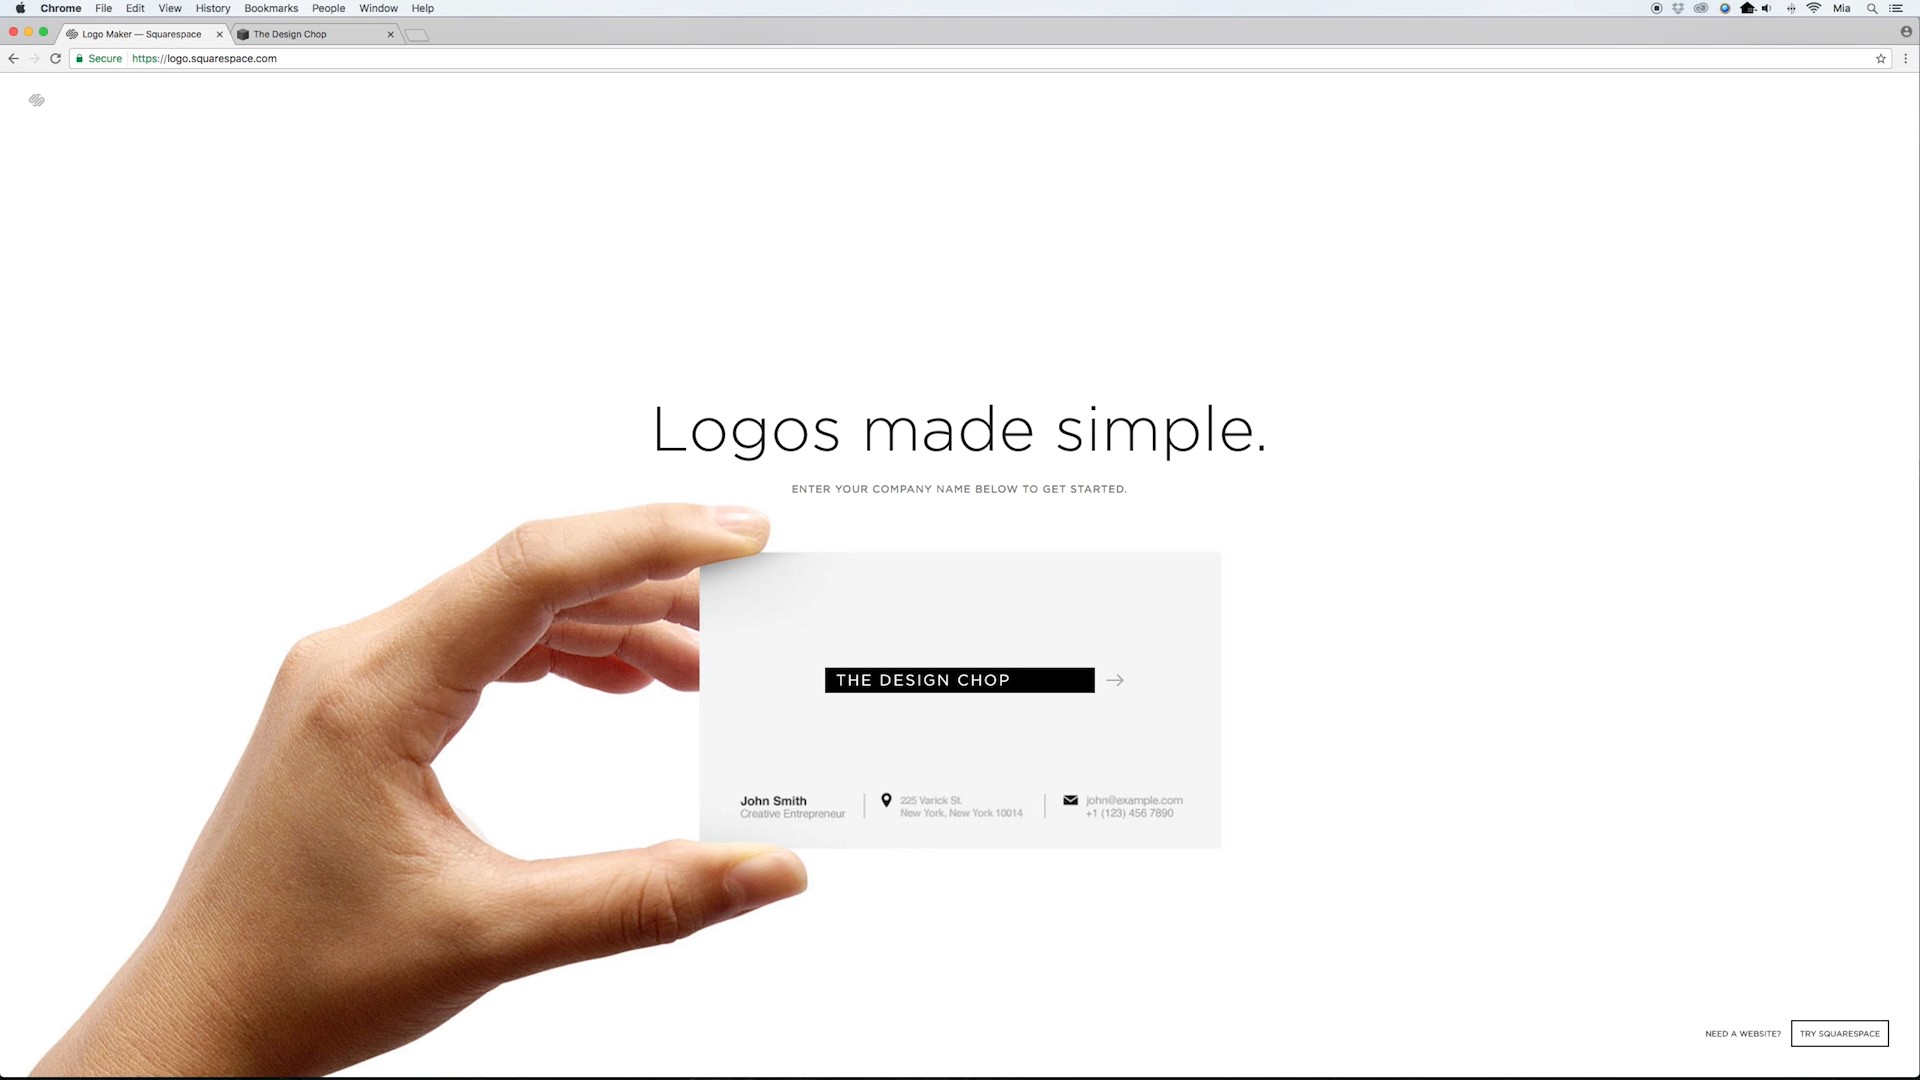 Chrome File Edit View History Bookmarks People Window Help Mia
Logo Maker — Squarespace The Design Chop
Secure https://logo.squarespace.com
Logos made simple.
ENTER YOUR COMPANY NAME BELOW TO GET STARTED.
THE DESIGN CHOP
John Smith
Creative Entrepreneur
225 Varick St.
New York, New York 10014
john@example.com
+1 (123) 456 7890
NEED A WEBSITE? TRY SQUARESPACE